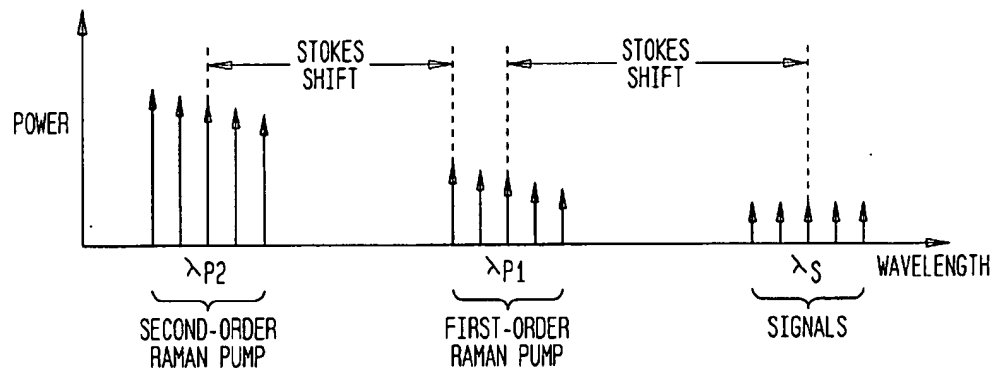 STOKES
SHIFT
STOKES
SHIFT
POWER
λP2
λP1
λS
WAVELENGTH
SECOND-ORDER
RAMAN PUMP
FIRST-ORDER
RAMAN PUMP
SIGNALS